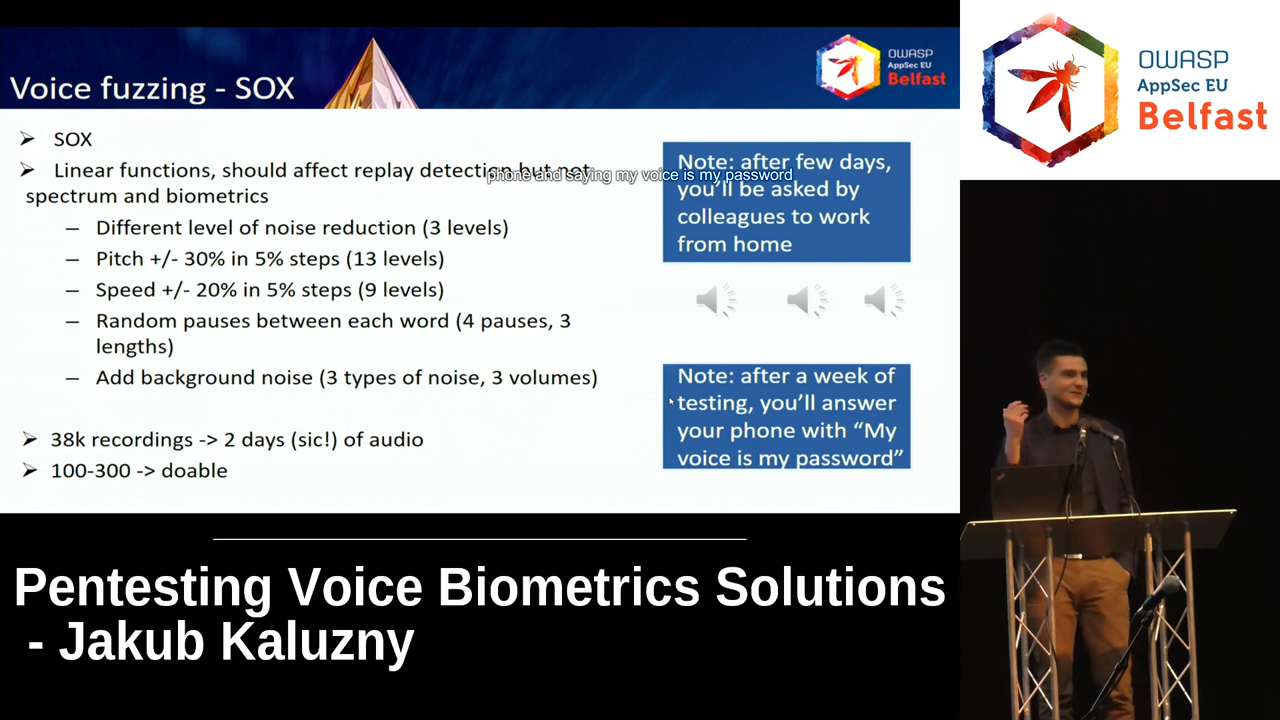 Voice fuzzing - SOX
OWASP
AppSec EU
Belfast
➢ SOX
➢ Linear functions, should affect replay detection but not
spectrum and biometrics
– Different level of noise reduction (3 levels)
– Pitch +/- 30% in 5% steps (13 levels)
– Speed +/- 20% in 5% steps (9 levels)
– Random pauses between each word (4 pauses, 3
lengths)
– Add background noise (3 types of noise, 3 volumes)
➢ 38k recordings -> 2 days (sic!) of audio
➢ 100-300 -> doable
phone and saying my voice is my password
Note: after few days,
you’ll be asked by
colleagues to work
from home
Note: after a week of
testing, you’ll answer
your phone with “My
voice is my password”
OWASP
AppSec EU
Belfast
Pentesting Voice Biometrics Solutions
- Jakub Kaluzny